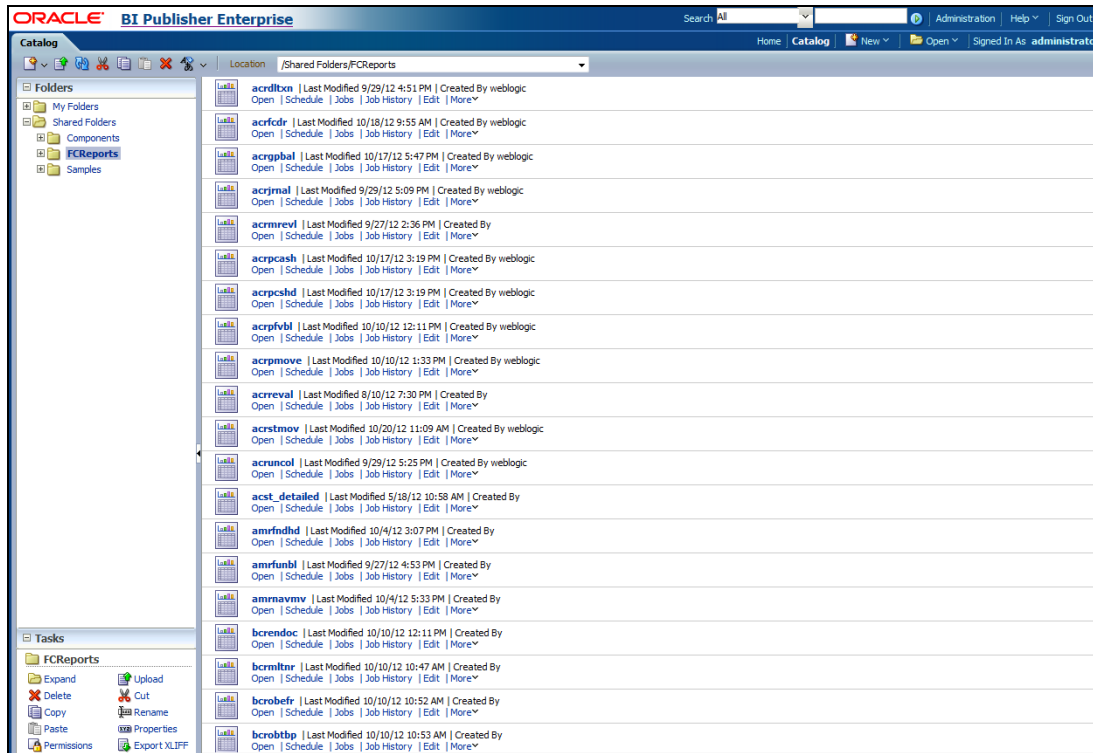 ORACLE BI Publisher Enterprise Search All Administration Help Sign Out
Catalog Home Catalog New Open Signed In As administrato
Location /Shared Folders/FCReports
Folders
My Folders
Shared Folders
Components
FCReports
Samples
acrdltxn | Last Modified 9/29/12 4:51 PM | Created By weblogic
Open | Schedule | Jobs | Job History | Edit | More
acrfcdr | Last Modified 10/18/12 9:55 AM | Created By weblogic
Open | Schedule | Jobs | Job History | Edit | More
acrgpbal | Last Modified 10/17/12 5:47 PM | Created By weblogic
Open | Schedule | Jobs | Job History | Edit | More
acrjrnal | Last Modified 9/29/12 5:09 PM | Created By weblogic
Open | Schedule | Jobs | Job History | Edit | More
acrmrevl | Last Modified 9/27/12 2:36 PM | Created By
Open | Schedule | Jobs | Job History | Edit | More
acrpcash | Last Modified 10/17/12 3:19 PM | Created By weblogic
Open | Schedule | Jobs | Job History | Edit | More
acrpcshd | Last Modified 10/17/12 3:19 PM | Created By weblogic
Open | Schedule | Jobs | Job History | Edit | More
acrpfvbl | Last Modified 10/10/12 12:11 PM | Created By weblogic
Open | Schedule | Jobs | Job History | Edit | More
acrpmove | Last Modified 10/10/12 1:33 PM | Created By weblogic
Open | Schedule | Jobs | Job History | Edit | More
acrreval | Last Modified 8/10/12 7:30 PM | Created By
Open | Schedule | Jobs | Job History | Edit | More
acrstmov | Last Modified 10/20/12 11:09 AM | Created By weblogic
Open | Schedule | Jobs | Job History | Edit | More
acruncol | Last Modified 9/29/12 5:25 PM | Created By weblogic
Open | Schedule | Jobs | Job History | Edit | More
acst_detailed | Last Modified 5/18/12 10:58 AM | Created By
Open | Schedule | Jobs | Job History | Edit | More
amrfndhd | Last Modified 10/4/12 3:07 PM | Created By
Open | Schedule | Jobs | Job History | Edit | More
amrfunbl | Last Modified 9/27/12 4:53 PM | Created By
Open | Schedule | Jobs | Job History | Edit | More
amrnavmv | Last Modified 10/4/12 5:33 PM | Created By
Open | Schedule | Jobs | Job History | Edit | More
bcrendoc | Last Modified 10/10/12 12:11 PM | Created By
Open | Schedule | Jobs | Job History | Edit | More
bcrmltnr | Last Modified 10/10/12 10:47 AM | Created By
Open | Schedule | Jobs | Job History | Edit | More
bcrobefr | Last Modified 10/10/12 10:52 AM | Created By
Open | Schedule | Jobs | Job History | Edit | More
bcrobtbp | Last Modified 10/10/12 10:53 AM | Created By
Open | Schedule | Jobs | Job History | Edit | More
Tasks
FCReports
Expand Upload
Delete Cut
Copy Rename
Paste Properties
Permissions Export XLIFF